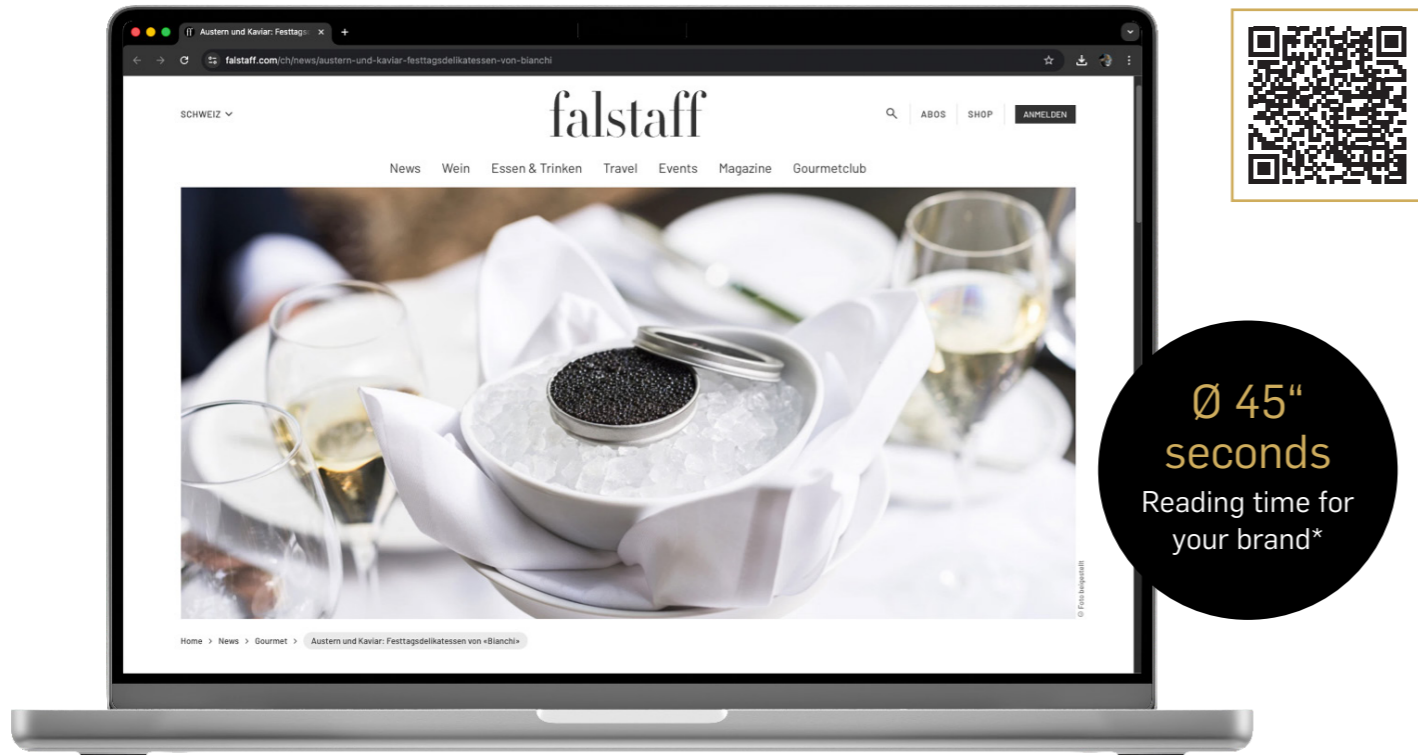 Austern und Kaviar: Festtags
falstaff.com/ch/news/austern-und-kaviar-festtagsdelikatessen-von-bianchi
SCHWEIZ
falstaff
ABOS
SHOP
ANMELDEN
News
Wein
Essen & Trinken
Travel
Events
Magazine
Gourmetclub
© Foto beigestellt
Home > News > Gourmet > Austern und Kaviar: Festtagsdelikatessen von «Bianchi»
Ø 45“
seconds
Reading time for
your brand*